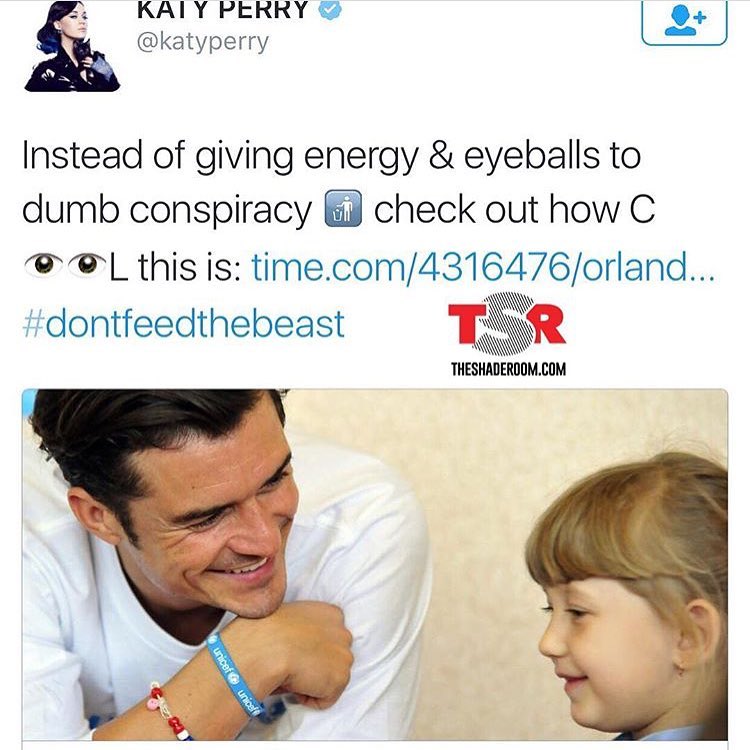 KATY PERRY
@katyperry
Instead of giving energy & eyeballs to
dumb conspiracy 🚮 check out how C
👁👁L this is: time.com/4316476/orland...
#dontfeedthebeast
TSR
THESHADEROOM.COM
unicef
unicef